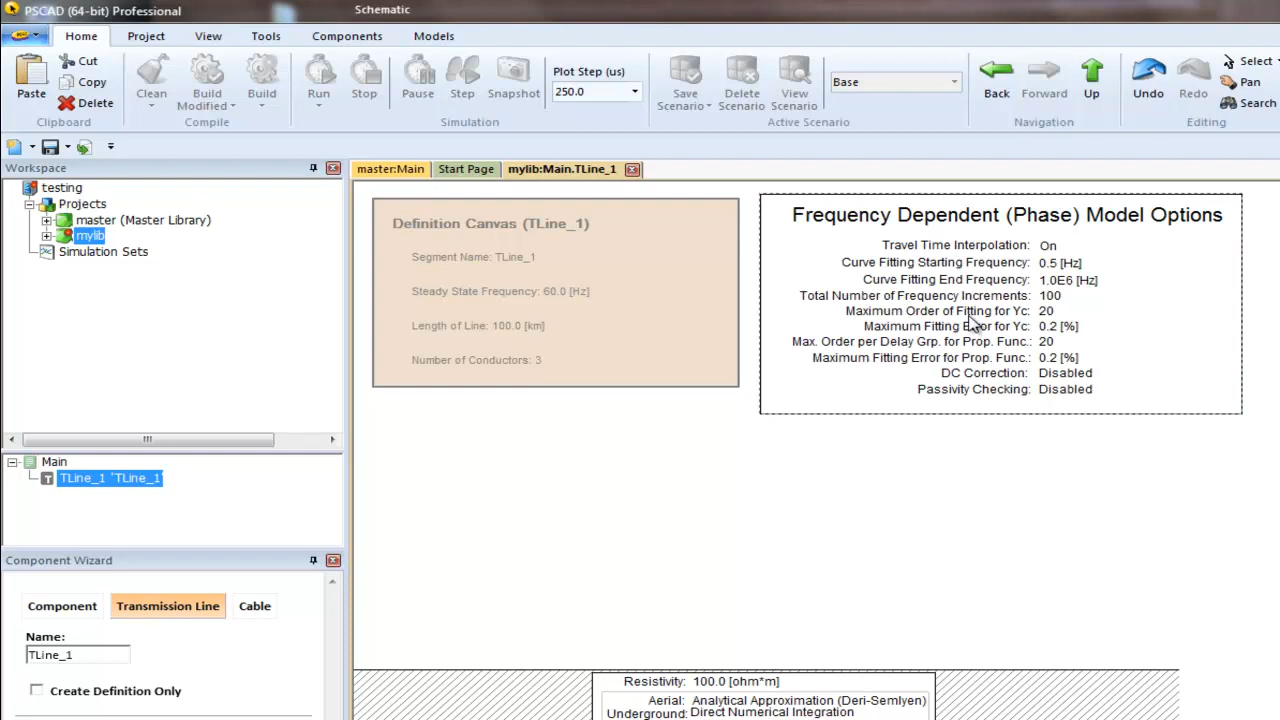 PSCAD (64-bit) Professional
Schematic
Home Project View Tools Components Models
Cut
Copy
Delete
Paste
Clipboard
Clean
Build Modified
Build
Compile
Run
Stop
Pause
Step
Snapshot
Plot Step (us)
250.0
Simulation
Save Scenario
Delete Scenario
View Scenario
Base
Active Scenario
Back
Forward
Up
Navigation
Undo
Redo
Select
Pan
Search
Editing
Workspace
master:Main Start Page mylib:Main.TLine_1
testing
Projects
master (Master Library)
mylib
Simulation Sets
Main
TLine_1 'TLine_1'
Component Wizard
Component Transmission Line Cable
Name:
TLine_1
Create Definition Only
Definition Canvas (TLine_1)
Segment Name: TLine_1
Steady State Frequency: 60.0 [Hz]
Length of Line: 100.0 [km]
Number of Conductors: 3
Frequency Dependent (Phase) Model Options
Travel Time Interpolation: On
Curve Fitting Starting Frequency: 0.5 [Hz]
Curve Fitting End Frequency: 1.0E6 [Hz]
Total Number of Frequency Increments: 100
Maximum Order of Fitting for Yc: 20
Maximum Fitting Error for Yc: 0.2 [%]
Max. Order per Delay Grp. for Prop. Func.: 20
Maximum Fitting Error for Prop. Func.: 0.2 [%]
DC Correction: Disabled
Passivity Checking: Disabled
Resistivity: 100.0 [ohm*m]
Aerial: Analytical Approximation (Deri-Semlyen)
Underground: Direct Numerical Integration